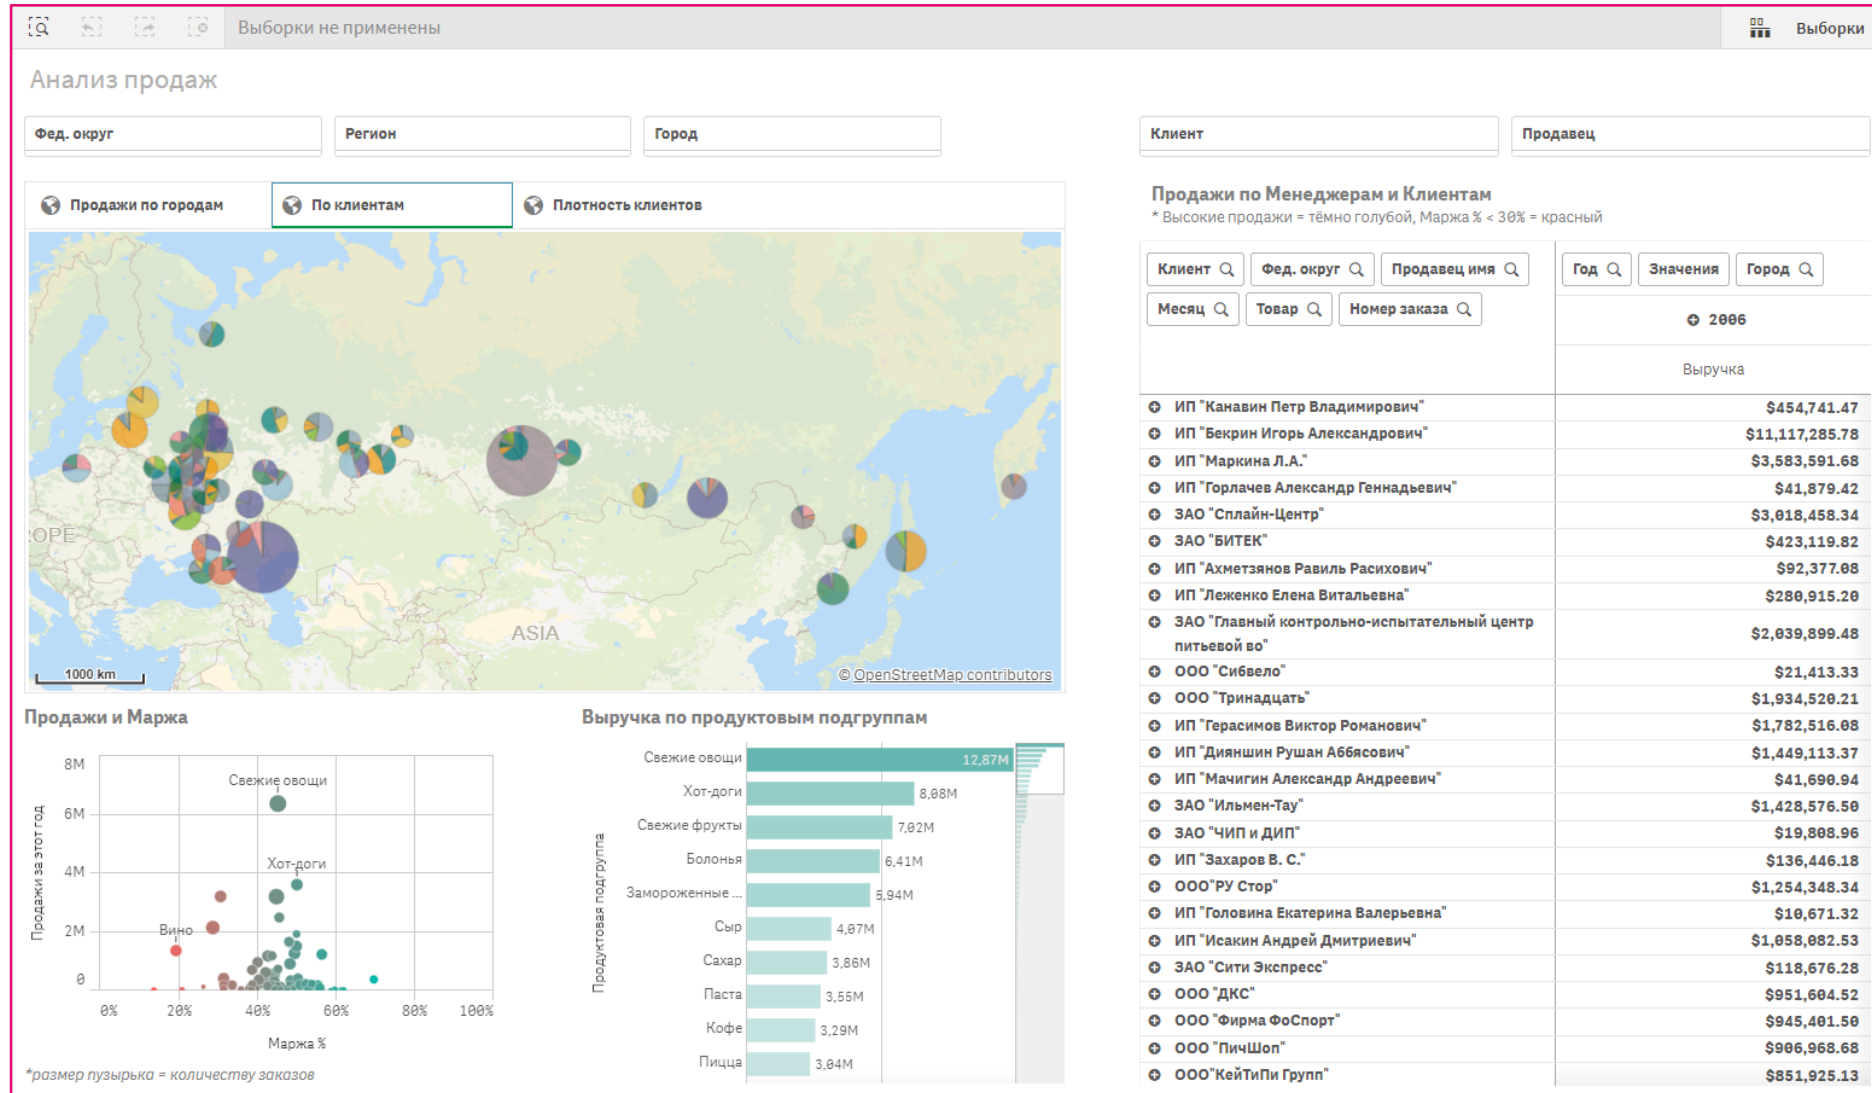 Выборки не применены
Выборки
Анализ продаж
Фед. округ
Регион
Город
Клиент
Продавец
Продажи по городам
По клиентам
Плотность клиентов
ASIA
1000 km
© OpenStreetMap contributors
Продажи и Маржа
8M
6M
4M
2M
0
Продажи за этот год
Свежие овощи
Хот-доги
Вино
0%
20%
40%
60%
80%
100%
Маржа %
*размер пузырька = количеству заказов
Выручка по продуктовым подгруппам
Продуктовая подгруппа
Свежие овощи 12,87M
Хот-доги 8,08M
Свежие фрукты 7,02M
Болонья 6,41M
Замороженные ... 5,94M
Сыр 4,07M
Сахар 3,86M
Паста 3,55M
Кофе 3,29M
Пицца 3,04M
Продажи по Менеджерам и Клиентам
* Высокие продажи = тёмно голубой, Маржа % < 30% = красный
Клиент Фед. округ Продавец имя
Месяц Товар Номер заказа
Год Значения Город
2006
Выручка
ИП "Канавин Петр Владимирович" $454,741.47
ИП "Бекрин Игорь Александрович" $11,117,285.78
ИП "Маркина Л.А." $3,583,591.68
ИП "Горлачев Александр Геннадьевич" $41,879.42
ЗАО "Сплайн-Центр" $3,018,458.34
ЗАО "БИТЕК" $423,119.82
ИП "Ахметзянов Равиль Расихович" $92,377.08
ИП "Леженко Елена Витальевна" $280,915.20
ЗАО "Главный контрольно-испытательный центр
питьевой во" $2,039,899.48
ООО "Сибвело" $21,413.33
ООО "Тринадцать" $1,934,520.21
ИП "Герасимов Виктор Романович" $1,782,516.08
ИП "Дияншин Рушан Аббясович" $1,449,113.37
ИП "Мачигин Александр Андреевич" $41,690.94
ЗАО "Ильмен-Тау" $1,428,576.50
ЗАО "ЧИП и ДИП" $19,808.96
ИП "Захаров В. С." $136,446.18
ООО"РУ Стор" $1,254,348.34
ИП "Головина Екатерина Валерьевна" $10,671.32
ИП "Исакин Андрей Дмитриевич" $1,058,082.53
ЗАО "Сити Экспресс" $118,676.28
ООО "ДКС" $951,604.52
ООО "Фирма ФоСпорт" $945,401.50
ООО "ПичШоп" $906,968.68
ООО"КейТиПи Групп" $851,925.13